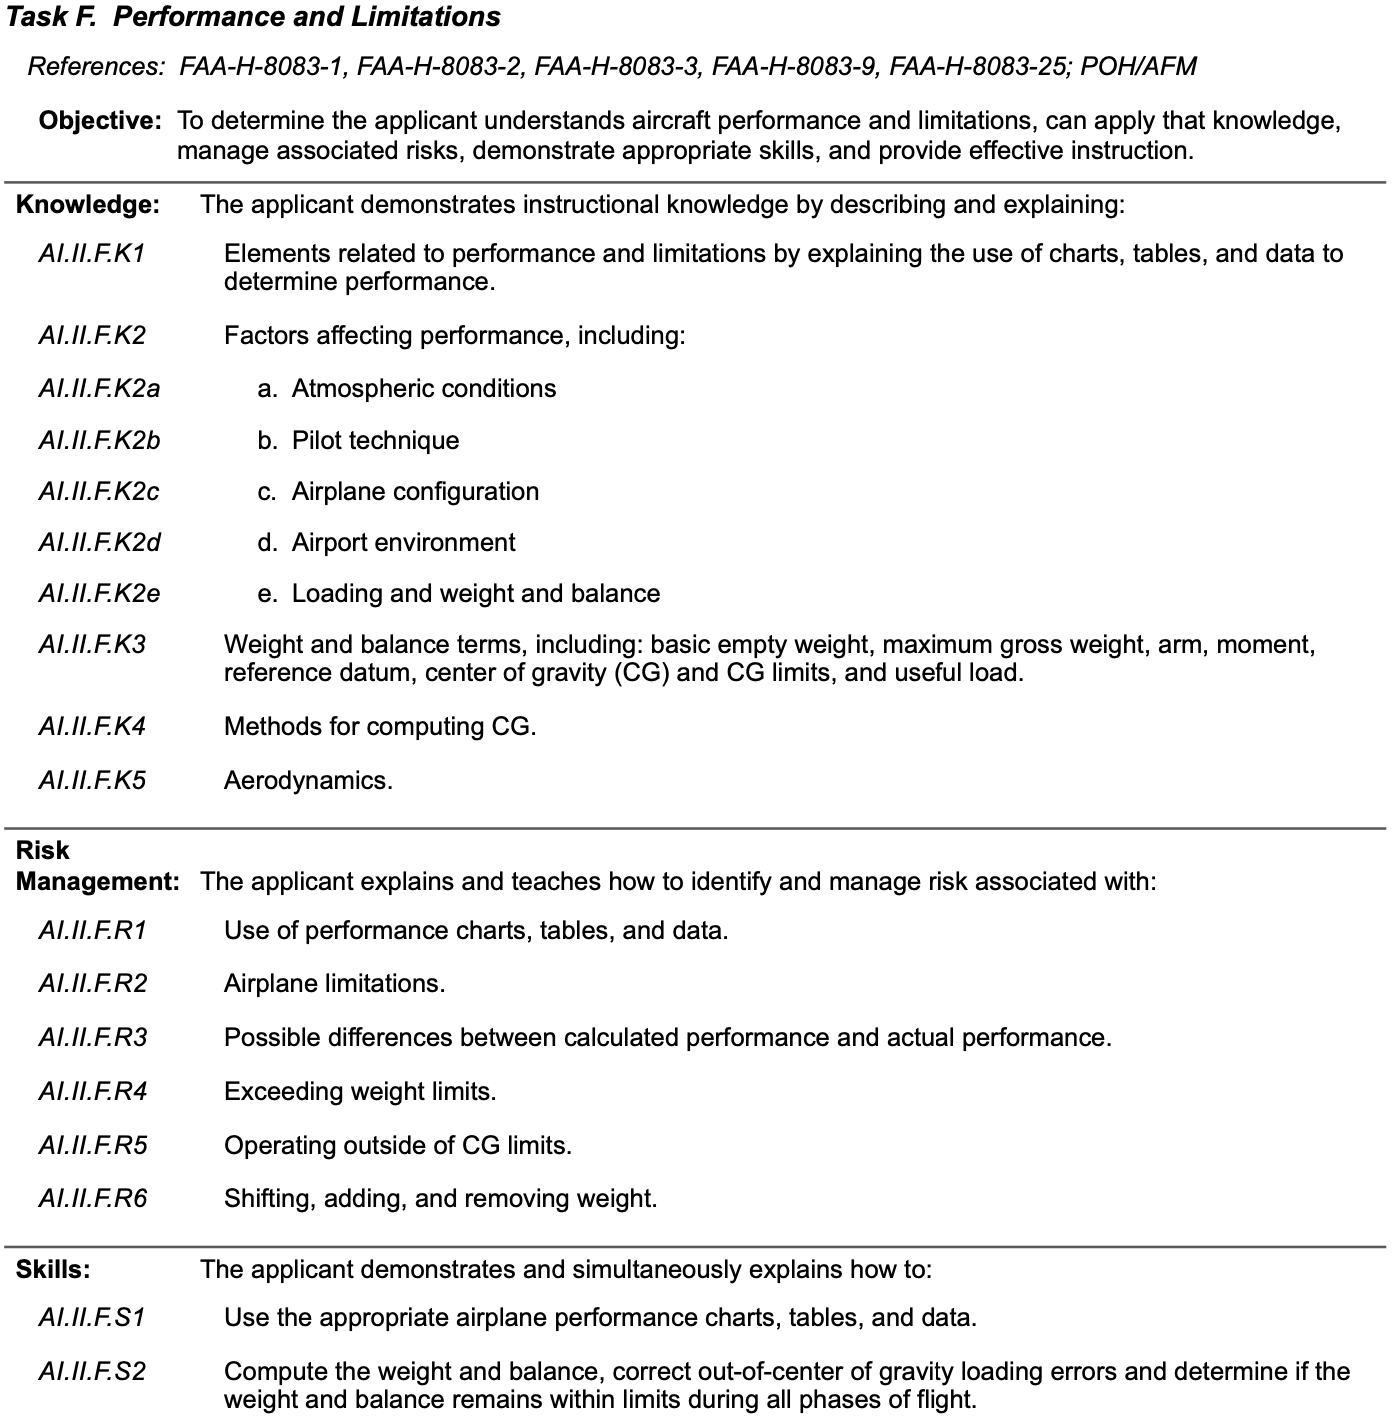 Task F. Performance and Limitations
References: FAA-H-8083-1, FAA-H-8083-2, FAA-H-8083-3, FAA-H-8083-9, FAA-H-8083-25; POH/AFM
Objective: To determine the applicant understands aircraft performance and limitations, can apply that knowledge,
manage associated risks, demonstrate appropriate skills, and provide effective instruction.
Knowledge: The applicant demonstrates instructional knowledge by describing and explaining:
AI.II.F.K1 Elements related to performance and limitations by explaining the use of charts, tables, and data to
determine performance.
AI.II.F.K2 Factors affecting performance, including:
AI.II.F.K2a a. Atmospheric conditions
AI.II.F.K2b b. Pilot technique
AI.II.F.K2c c. Airplane configuration
AI.II.F.K2d d. Airport environment
AI.II.F.K2e e. Loading and weight and balance
AI.II.F.K3 Weight and balance terms, including: basic empty weight, maximum gross weight, arm, moment,
reference datum, center of gravity (CG) and CG limits, and useful load.
AI.II.F.K4 Methods for computing CG.
AI.II.F.K5 Aerodynamics.
Risk
Management: The applicant explains and teaches how to identify and manage risk associated with:
AI.II.F.R1 Use of performance charts, tables, and data.
AI.II.F.R2 Airplane limitations.
AI.II.F.R3 Possible differences between calculated performance and actual performance.
AI.II.F.R4 Exceeding weight limits.
AI.II.F.R5 Operating outside of CG limits.
AI.II.F.R6 Shifting, adding, and removing weight.
Skills: The applicant demonstrates and simultaneously explains how to:
AI.II.F.S1 Use the appropriate airplane performance charts, tables, and data.
AI.II.F.S2 Compute the weight and balance, correct out-of-center of gravity loading errors and determine if the
weight and balance remains within limits during all phases of flight.